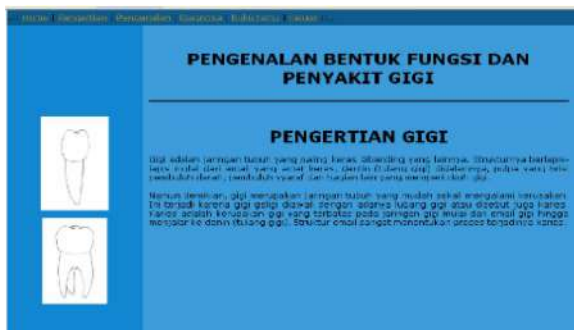 Home Pengertian Pengenalan
PENGENALAN BENTUK FUNGSI DAN
PENYAKIT GIGI
PENGERTIAN GIGI
Gigi adalah jaringan tubuh yang paling keras dibanding yang lainnya. Strukturnya berlapis-
lapis mulai dari email yang amat keras, dentin (tulang gigi) didalamnya, pulpa yang berisi
pembuluh darah, pembuluh syaraf dan bagian lain yang memperkokoh gigi.
Namun demikian, gigi merupakan jaringan tubuh yang mudah sekali mengalami kerusakan.
Ini terjadi karena gigi geligi diawali dengan adanya lubang gigi atau disebut juga karies.
Karies adalah kerusakan gigi yang terbatas pada jaringan gigi mulai dari email gigi hingga
menjalar ke dentin (tulang gigi). Struktur email sangat menentukan proses terjadinya karies.